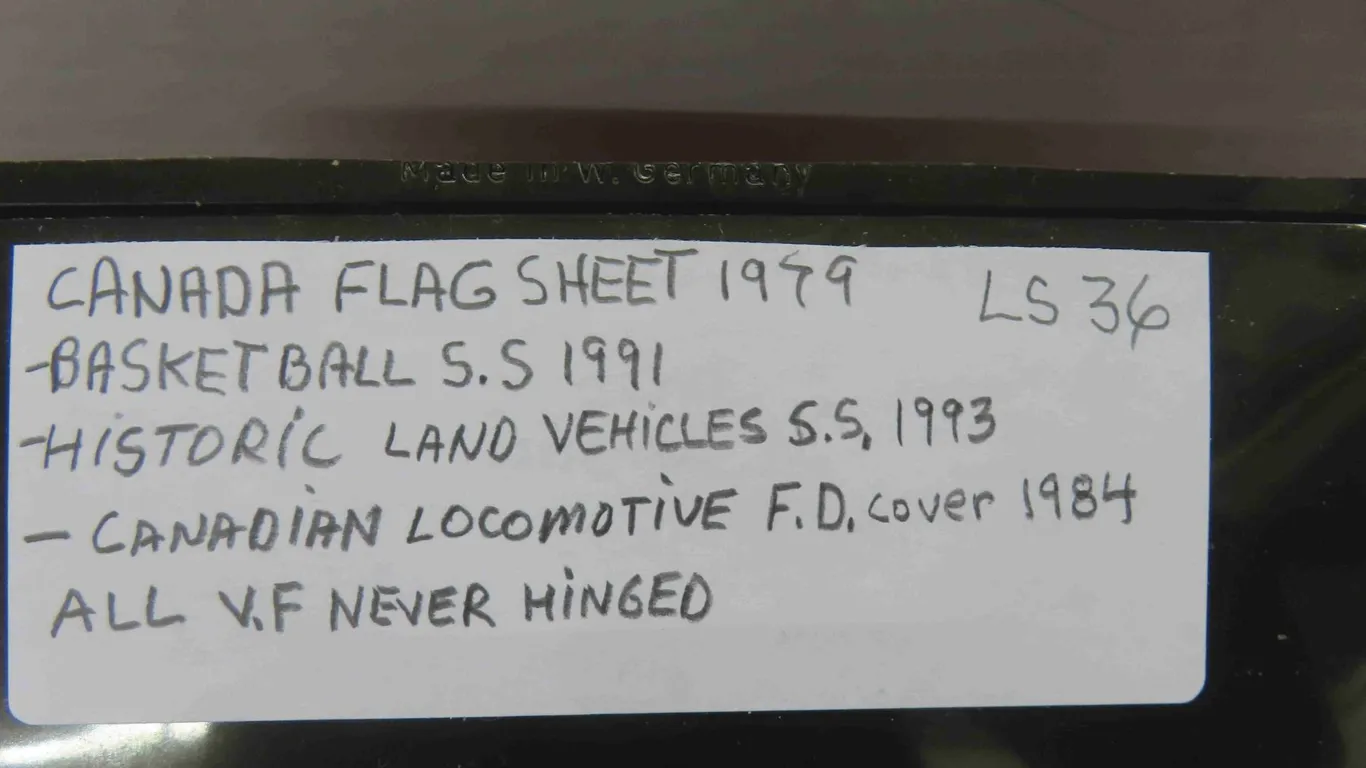 Made in W. Germany
CANADA FLAG SHEET 1979 LS 36
-BASKETBALL S.S 1991
-HiSTORiC LAND VEHiCLES S.S. 1993
- CANADiAN LOCOMOTiVE F.D. cover 1984
ALL V.F NEVER HiNGED